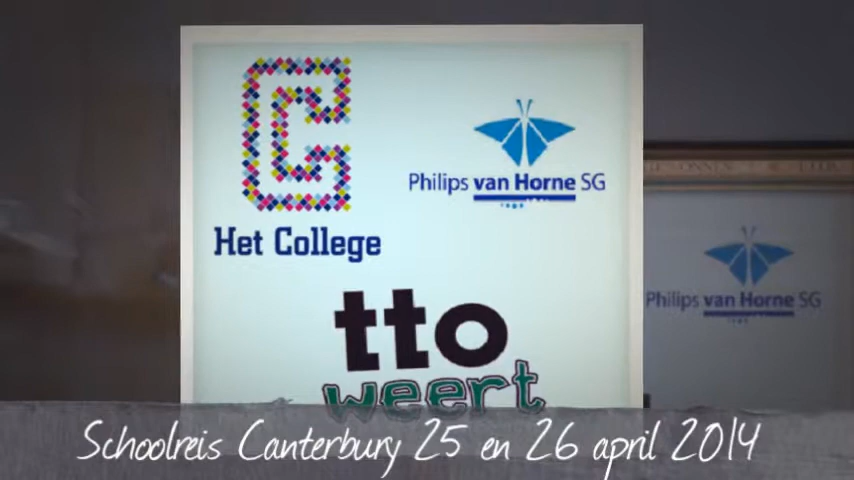 Het College
Philips van Horne SG
tto
weert
Philips van Horne SG
Schoolreis Canterbury 25 en 26 april 2014